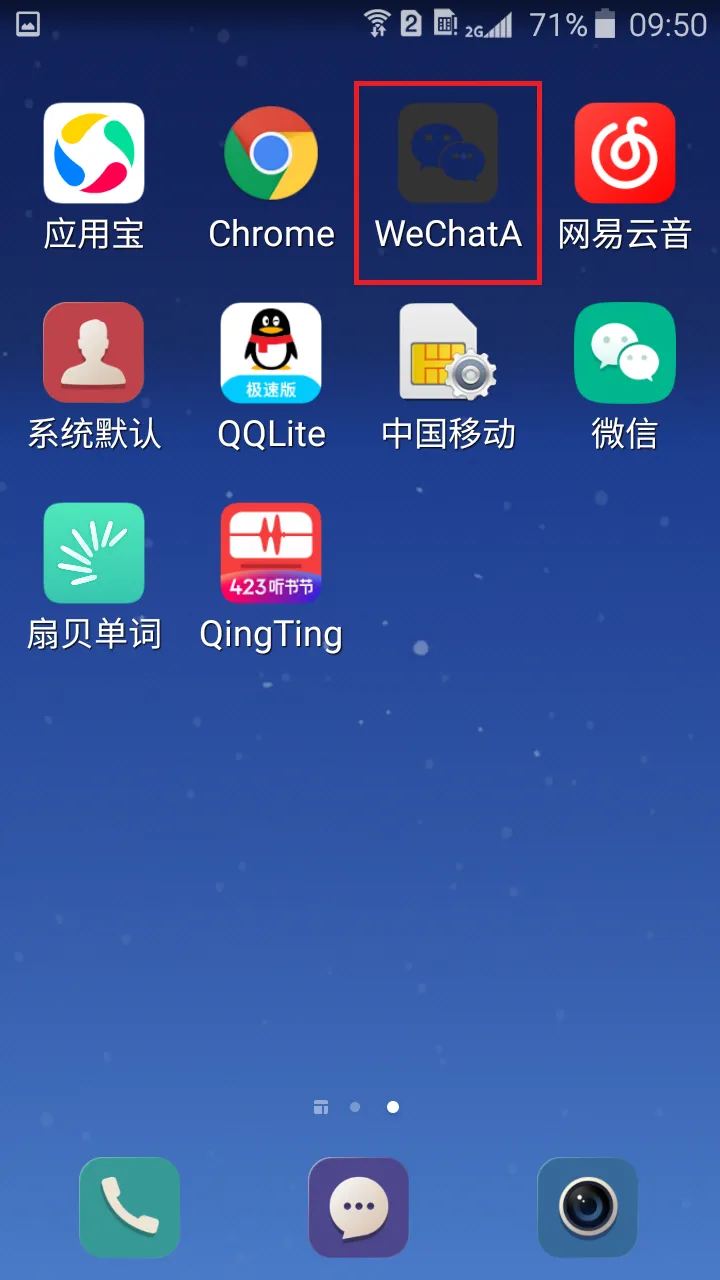 2 2G 71% 09:50
应用宝 Chrome WeChatA 网易云音
极速版
系统默认 QQLite 中国移动 微信
423听书节
扇贝单词 QingTing